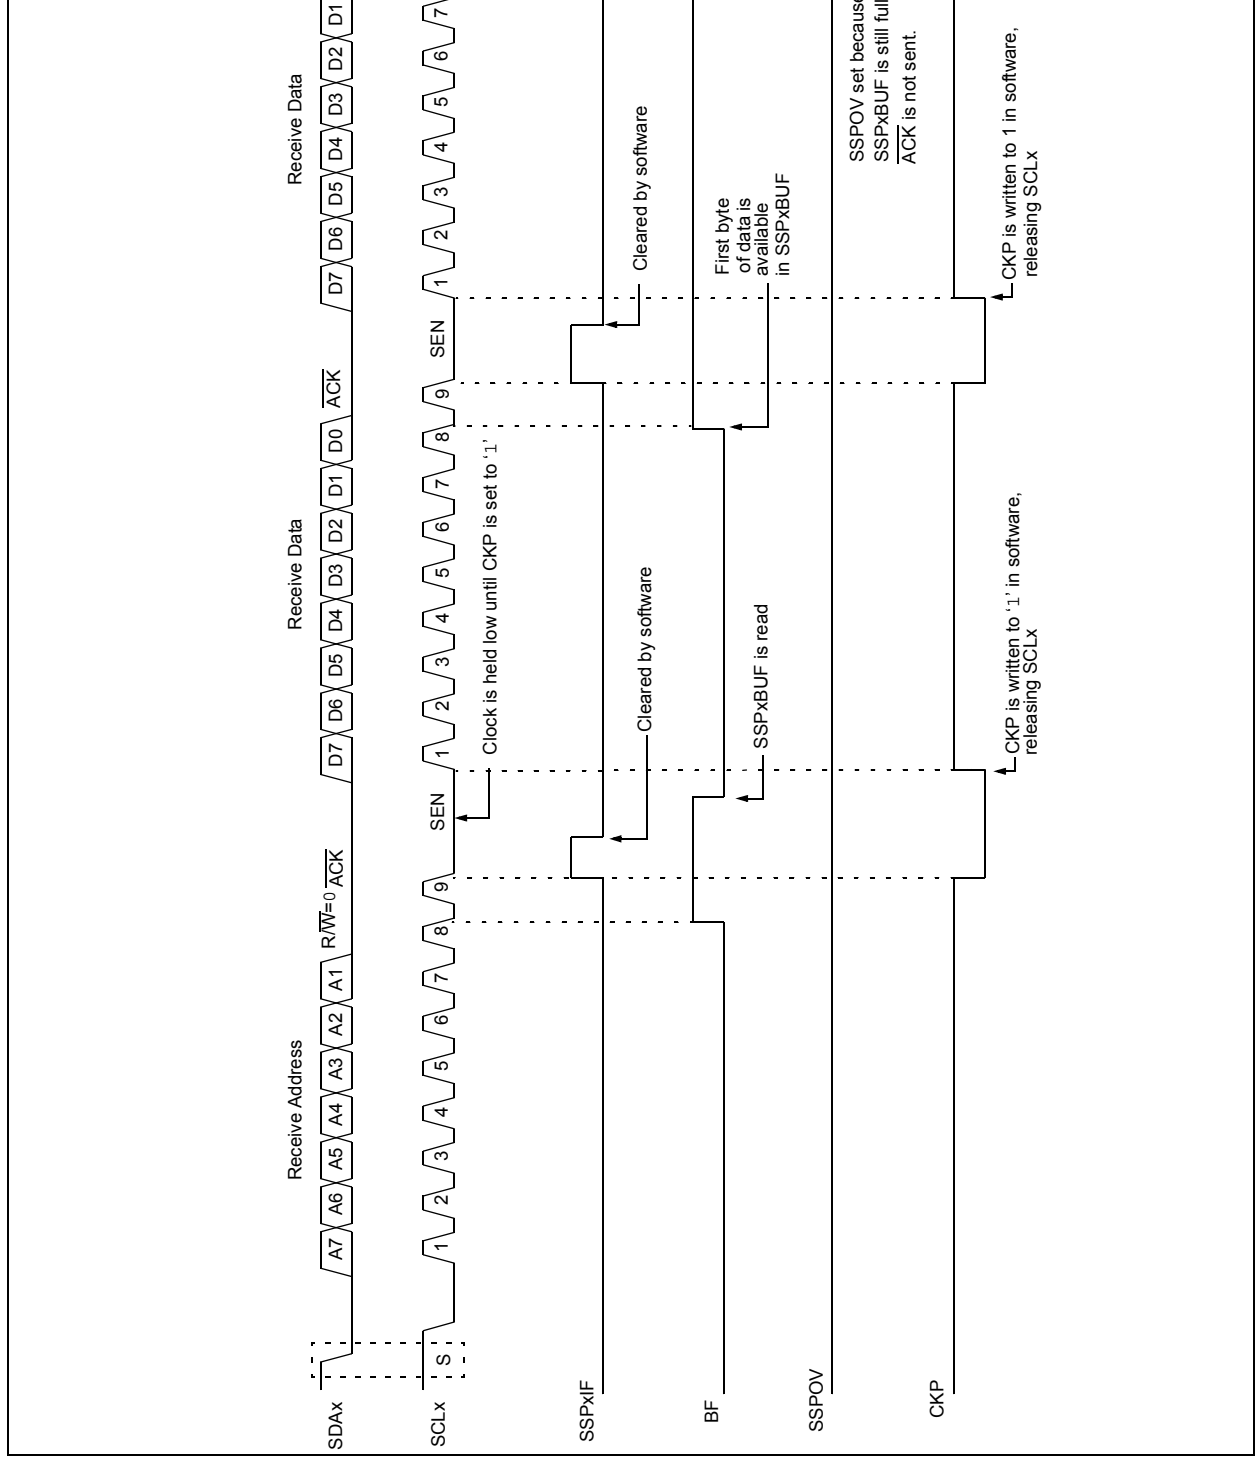 Receive Address
Receive Data
Receive Data
SDAx
A7 A6 A5 A4 A3 A2 A1 R/W=0 ACK D7 D6 D5 D4 D3 D2 D1 D0 ACK D7 D6 D5 D4 D3 D2 D1
SCLx
S 1 2 3 4 5 6 7 8 9 SEN 1 2 3 4 5 6 7 8 9 SEN 1 2 3 4 5 6 7
Clock is held low until CKP is set to ‘1’
SSPxIF
Cleared by software
Cleared by software
BF
SSPxBUF is read
First byte
of data is
available
in SSPxBUF
SSPOV
SSPOV set because
SSPxBUF is still full
ACK is not sent.
CKP
CKP is written to ‘1’ in software,
releasing SCLx
CKP is written to 1 in software,
releasing SCLx